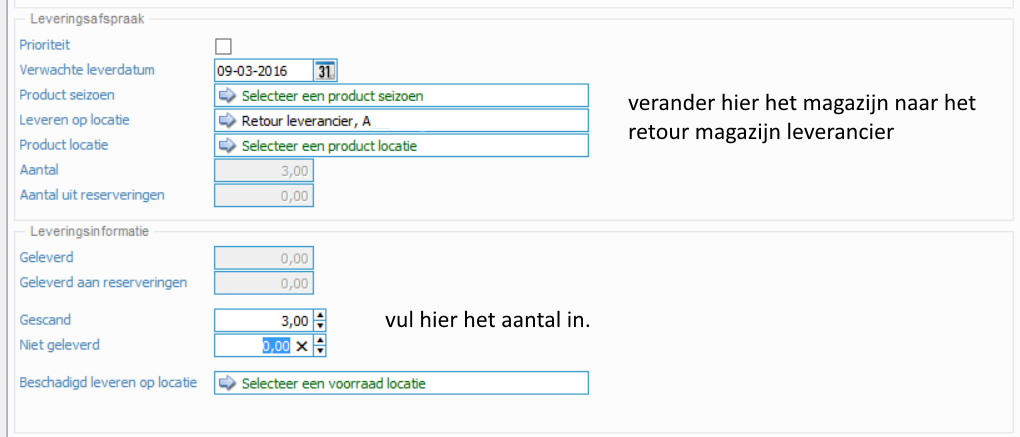 Leveringsafspraak
Prioriteit
Verwachte leverdatum 09-03-2016 31
Product seizoen Selecteer een product seizoen
Leveren op locatie Retour leverancier, A
Product locatie Selecteer een product locatie
Aantal 3,00
Aantal uit reserveringen 0,00
verander hier het magazijn naar het
retour magazijn leverancier
Leveringsinformatie
Geleverd 0,00
Geleverd aan reserveringen 0,00
Gescand 3,00
vul hier het aantal in.
Niet geleverd 0,00
Beschadigd leveren op locatie Selecteer een voorraad locatie